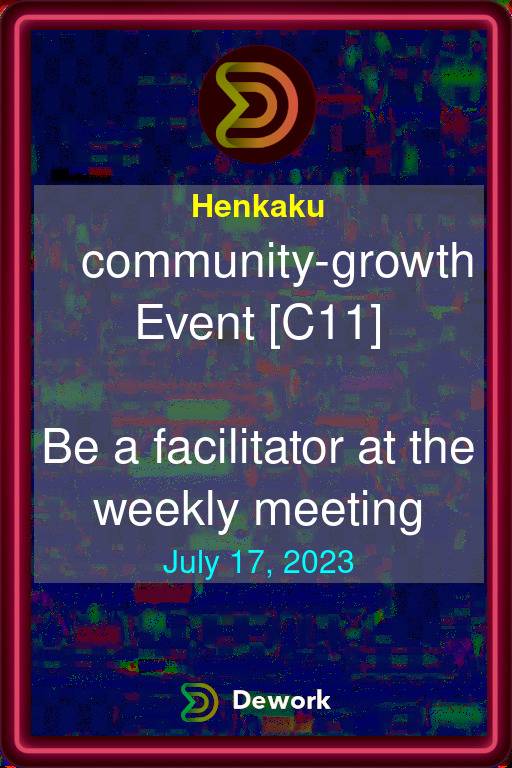 Henkaku
community-growth
Event [C11]
Be a facilitator at the
weekly meeting
July 17, 2023
Dework